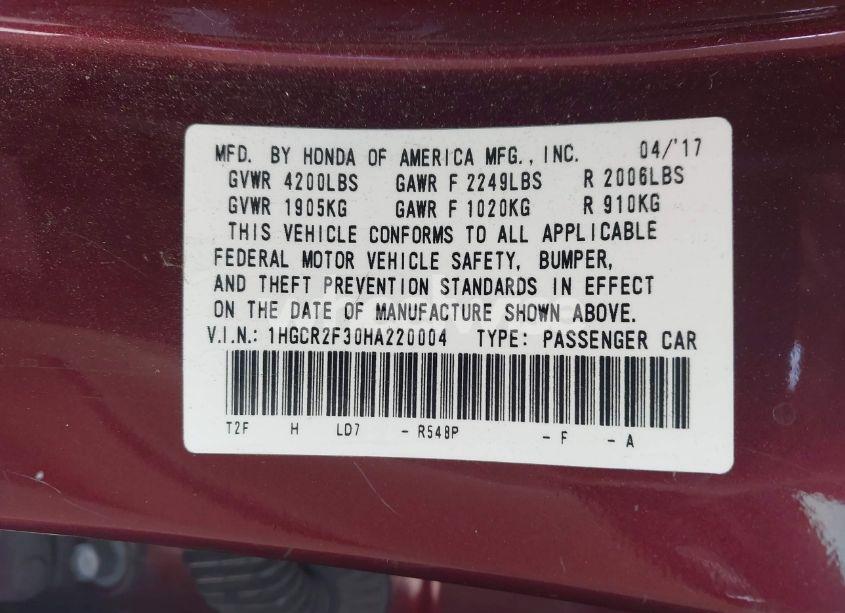 MFD. BY HONDA OF AMERICA MFG., INC. 04/'17
GVWR 4200LBS GAWR F 2249LBS R 2006LBS
GVWR 1905KG GAWR F 1020KG R 910KG
THIS VEHICLE CONFORMS TO ALL APPLICABLE
FEDERAL MOTOR VEHICLE SAFETY, BUMPER,
AND THEFT PREVENTION STANDARDS IN EFFECT
ON THE DATE OF MANUFACTURE SHOWN ABOVE.
V.I.N.: 1HGCR2F30HA220004 TYPE: PASSENGER CAR
T2F H LD7 - R548P - F - A